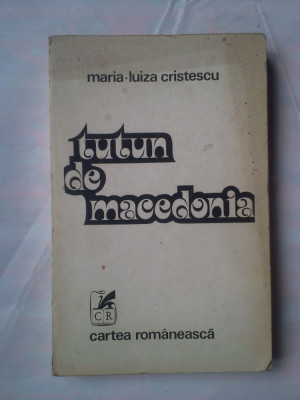 maria-luiza cristescu
tutun
de
macedonia
CR
cartea românească